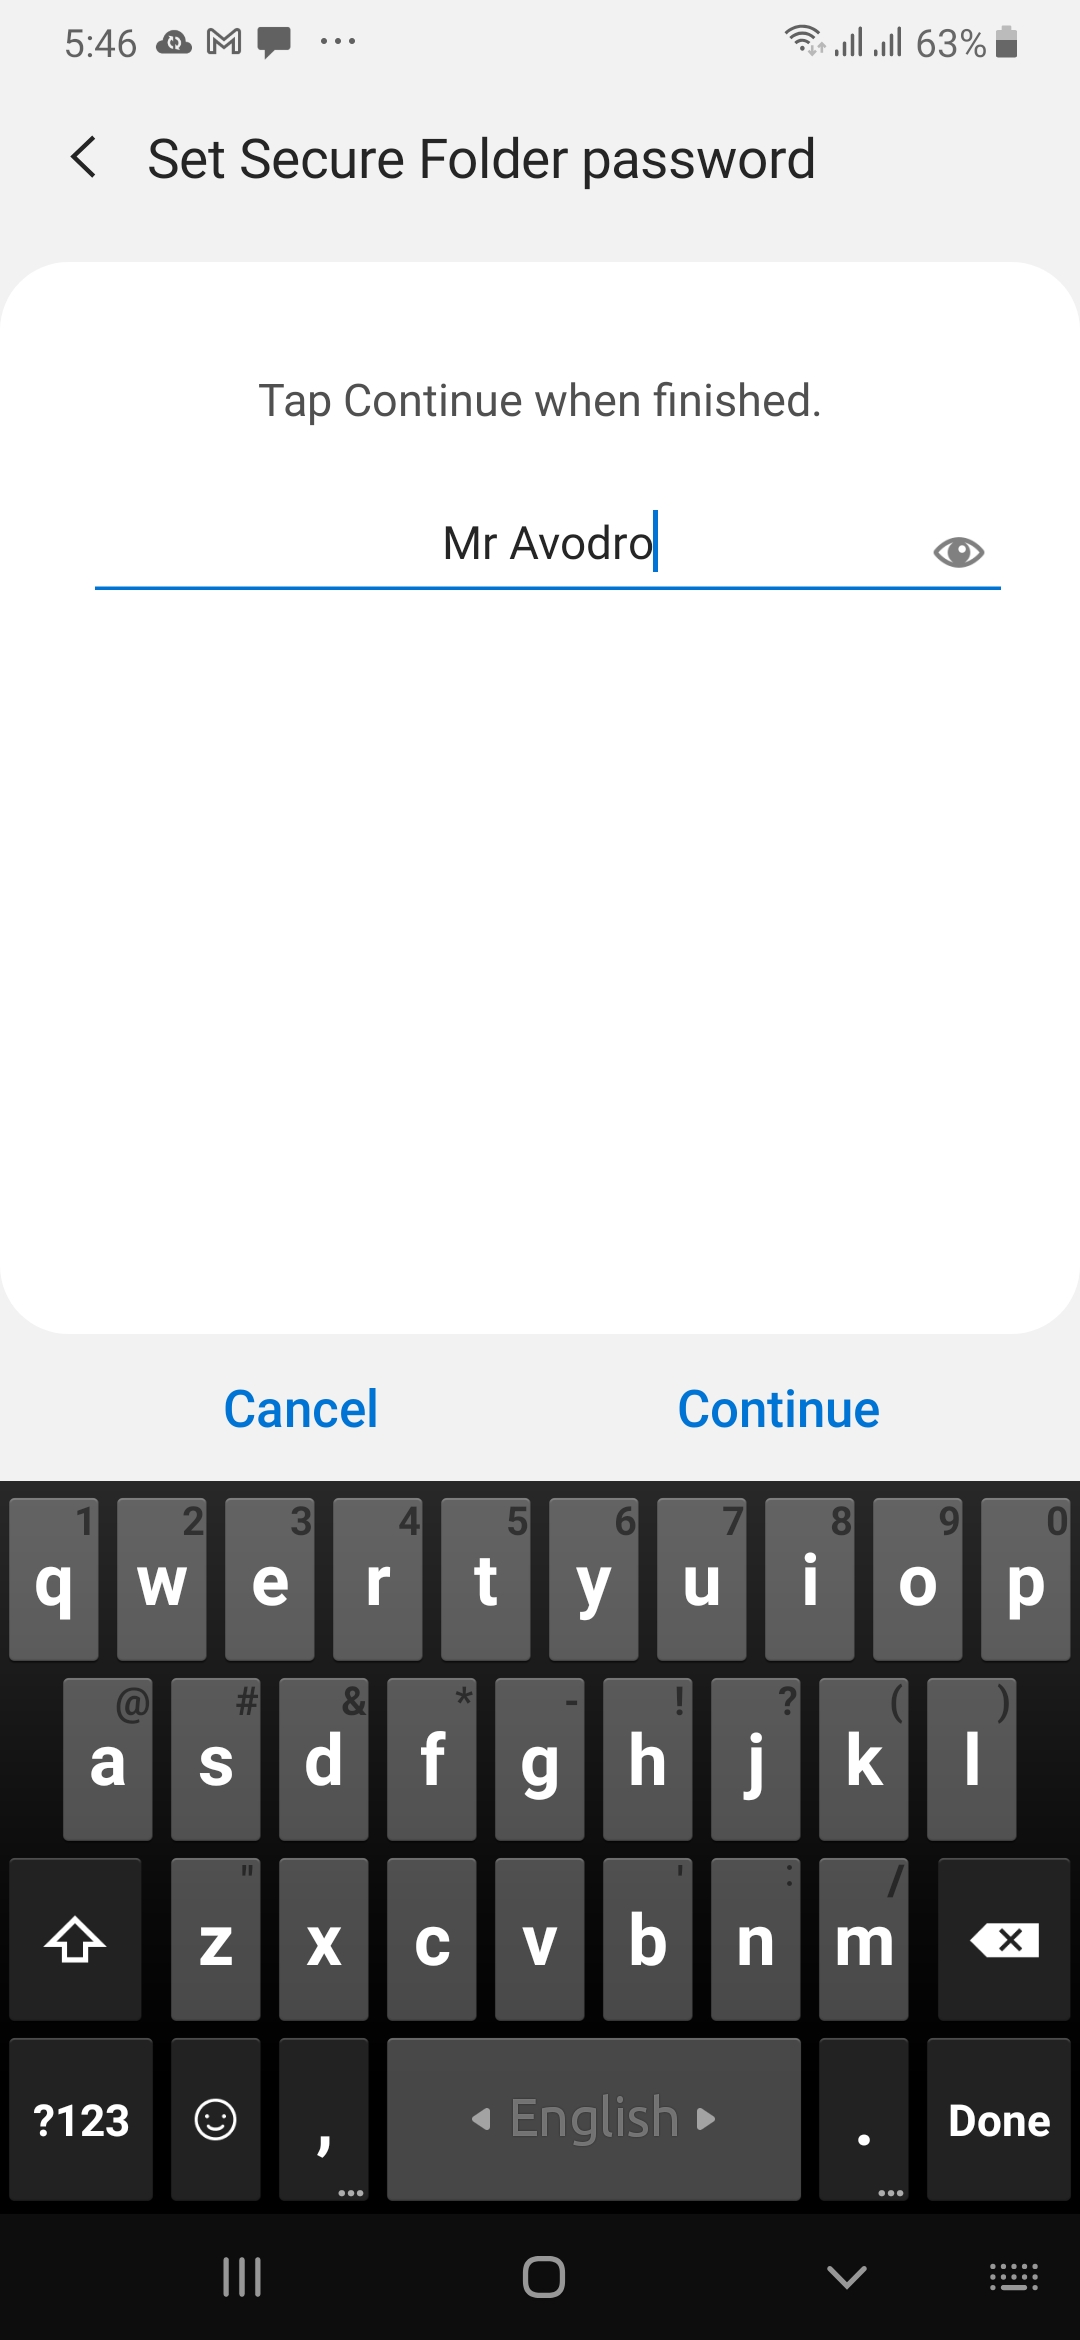 5:46 63%
Set Secure Folder password
Tap Continue when finished.
Mr Avodro
Cancel Continue
1 2 3 4 5 6 7 8 9 0
q w e r t y u i o p
@ # & * - ! ? ( )
a s d f g h j k l
" ' : /
z x c v b n m
?123 , English . Done